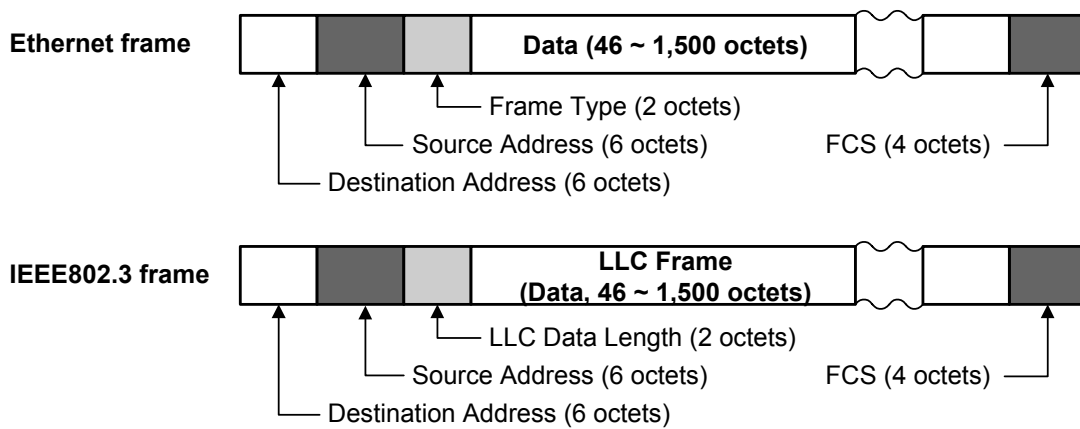 Ethernet frame
Data (46 ~ 1,500 octets)
Frame Type (2 octets)
Source Address (6 octets)
FCS (4 octets)
Destination Address (6 octets)
IEEE802.3 frame
LLC Frame
(Data, 46 ~ 1,500 octets)
LLC Data Length (2 octets)
Source Address (6 octets)
FCS (4 octets)
Destination Address (6 octets)